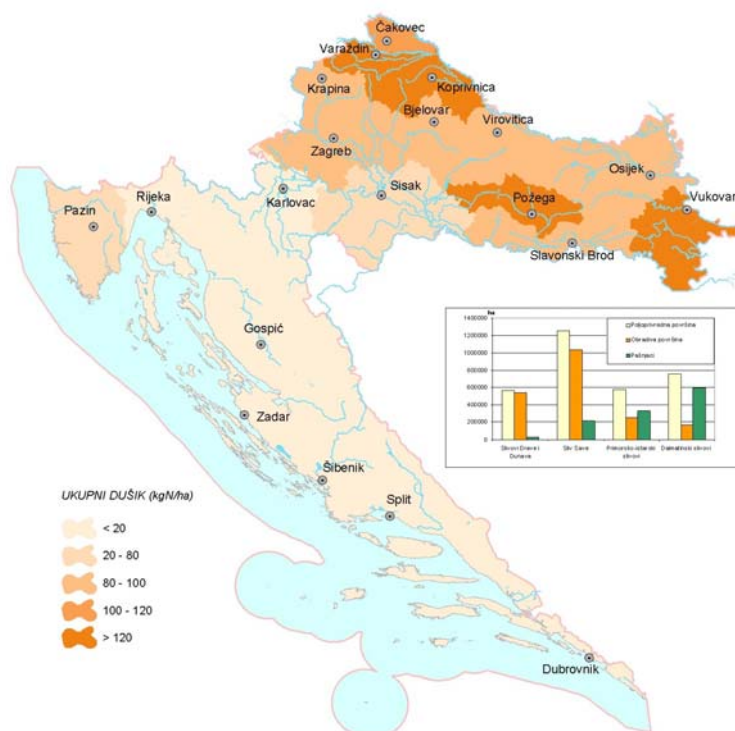 Čakovec
Varaždin
Krapina
Koprivnica
Bjelovar
Virovitica
Zagreb
Osijek
Sisak
Rijeka
Karlovac
Požega
Vukovar
Pazin
Slavonski Brod
Gospić
Zadar
Šibenik
Split
Dubrovnik
ha
1400000
1200000
1000000
800000
600000
400000
200000
0
Poljoprivredna površina
Obradiva površina
Pašnjaci
Slivovi Drave i
Dunava
Sliv Save
Primorsko-istarski
slivovi
Dalmatinski slivovi
UKUPNI DUŠIK (kgN/ha)
< 20
20 - 80
80 - 100
100 - 120
> 120